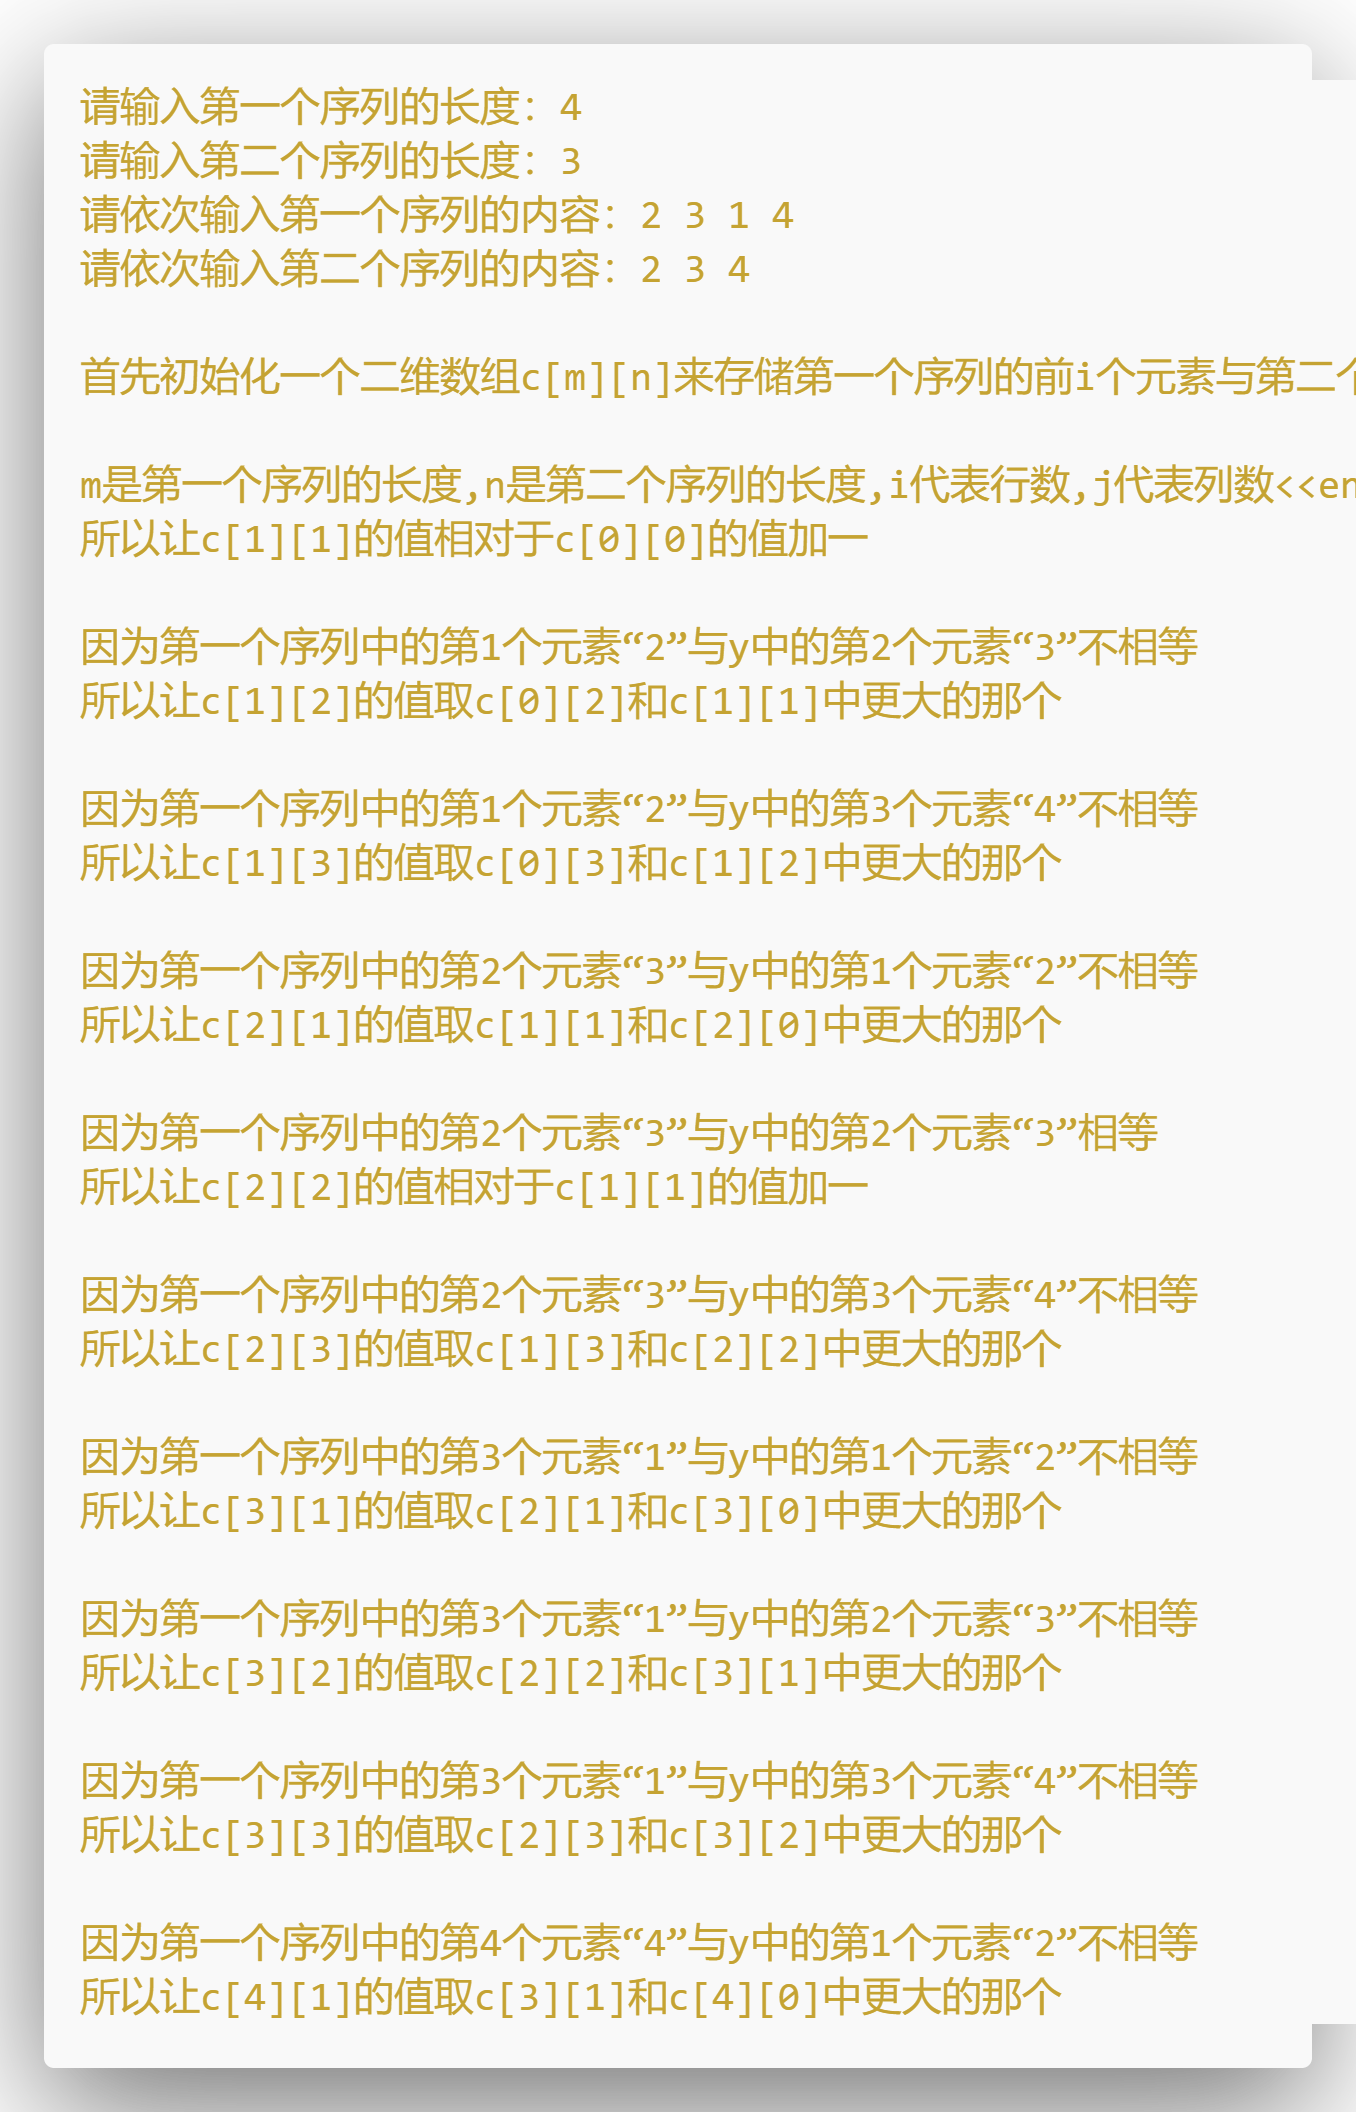 请输入第一个序列的长度：4
请输入第二个序列的长度：3
请依次输入第一个序列的内容：2 3 1 4
请依次输入第二个序列的内容：2 3 4
首先初始化一个二维数组c[m][n]来存储第一个序列的前i个元素与第二个
m是第一个序列的长度,n是第二个序列的长度,i代表行数,j代表列数<<en
所以让c[1][1]的值相对于c[0][0]的值加一
因为第一个序列中的第1个元素“2”与y中的第2个元素“3”不相等
所以让c[1][2]的值取c[0][2]和c[1][1]中更大的那个
因为第一个序列中的第1个元素“2”与y中的第3个元素“4”不相等
所以让c[1][3]的值取c[0][3]和c[1][2]中更大的那个
因为第一个序列中的第2个元素“3”与y中的第1个元素“2”不相等
所以让c[2][1]的值取c[1][1]和c[2][0]中更大的那个
因为第一个序列中的第2个元素“3”与y中的第2个元素“3”相等
所以让c[2][2]的值相对于c[1][1]的值加一
因为第一个序列中的第2个元素“3”与y中的第3个元素“4”不相等
所以让c[2][3]的值取c[1][3]和c[2][2]中更大的那个
因为第一个序列中的第3个元素“1”与y中的第1个元素“2”不相等
所以让c[3][1]的值取c[2][1]和c[3][0]中更大的那个
因为第一个序列中的第3个元素“1”与y中的第2个元素“3”不相等
所以让c[3][2]的值取c[2][2]和c[3][1]中更大的那个
因为第一个序列中的第3个元素“1”与y中的第3个元素“4”不相等
所以让c[3][3]的值取c[2][3]和c[3][2]中更大的那个
因为第一个序列中的第4个元素“4”与y中的第1个元素“2”不相等
所以让c[4][1]的值取c[3][1]和c[4][0]中更大的那个